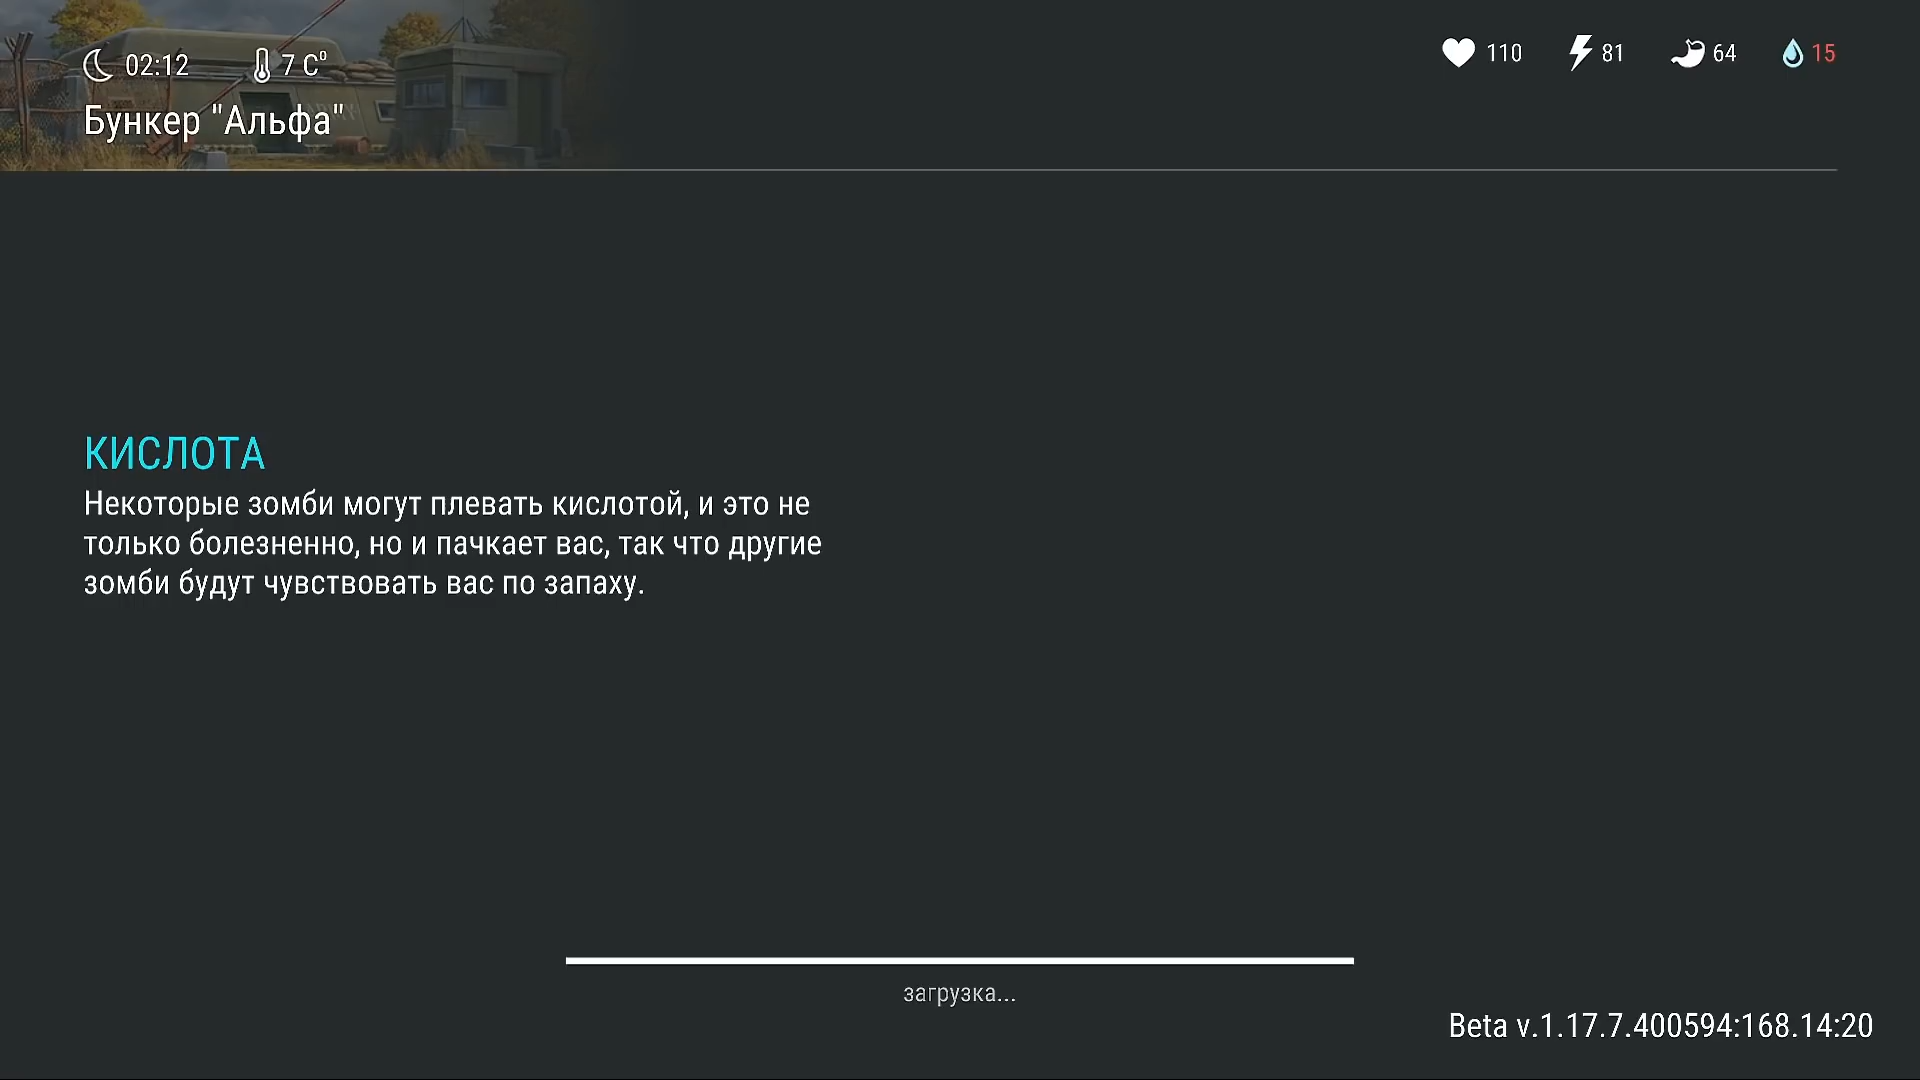 02:12 7 C°
Бункер "Альфа"
110 81 64 15
КИСЛОТА
Некоторые зомби могут плевать кислотой, и это не
только болезненно, но и пачкает вас, так что другие
зомби будут чувствовать вас по запаху.
загрузка...
Beta v.1.17.7.400594:168.14:20